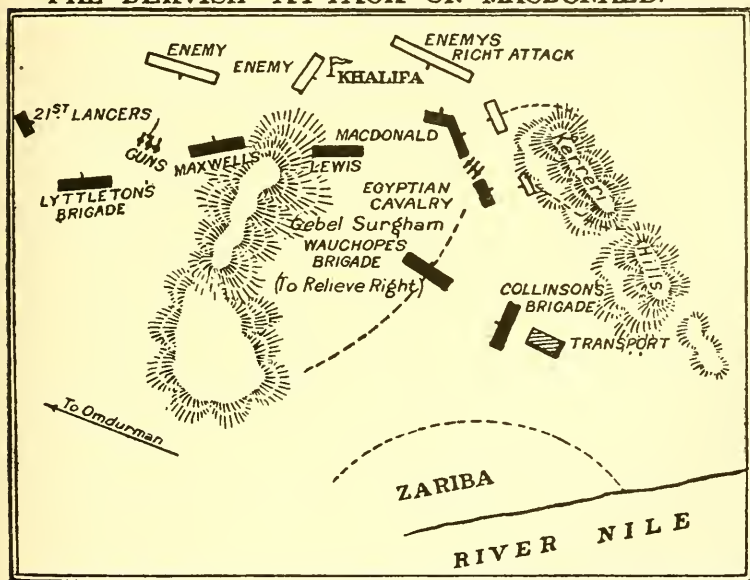 THE DERVISH ATTACK ON MACDONALD.
ENEMY
ENEMY
KHALIFA
ENEMYS
RIGHT ATTACK
21ST LANCERS
GUNS
MAXWELLS
LEWIS
MACDONALD
LYTTLETON'S
BRIGADE
EGYPTIAN
CAVALRY
Gebel Surgham
WAUCHOPES
BRIGADE
(To Relieve Right)
Kerreri
Hills
COLLINSON'S
BRIGADE
TRANSPORT
To Omdurman
ZARIBA
RIVER NILE